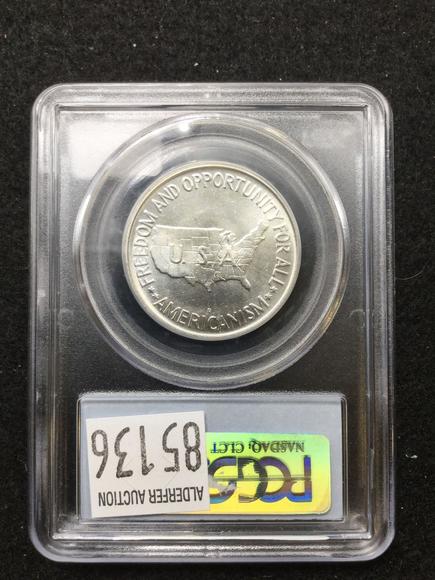 FREEDOM AND OPPORTUNITY FOR ALL
U.S.A.
AMERICANISM
ALDERFER AUCTION
85136
NASDAQ: CLCT
PCGS